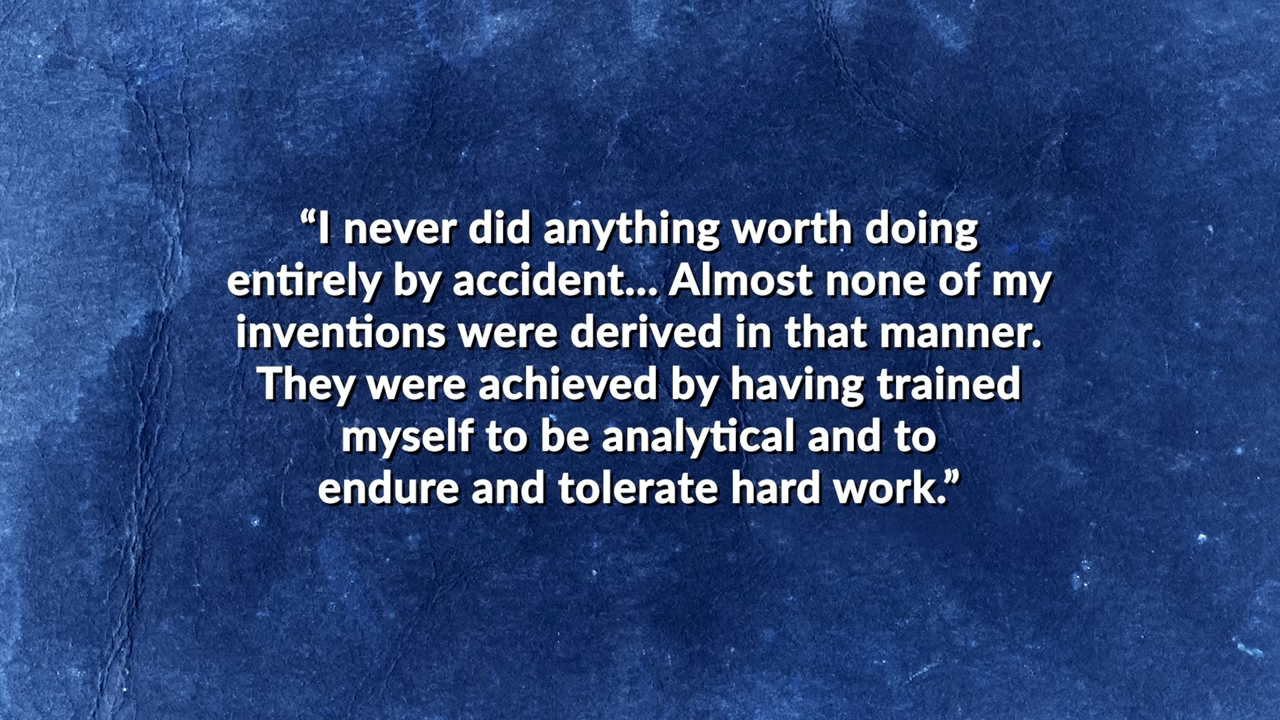 “I never did anything worth doing
entirely by accident... Almost none of my
inventions were derived in that manner.
They were achieved by having trained
myself to be analytical and to
endure and tolerate hard work.”